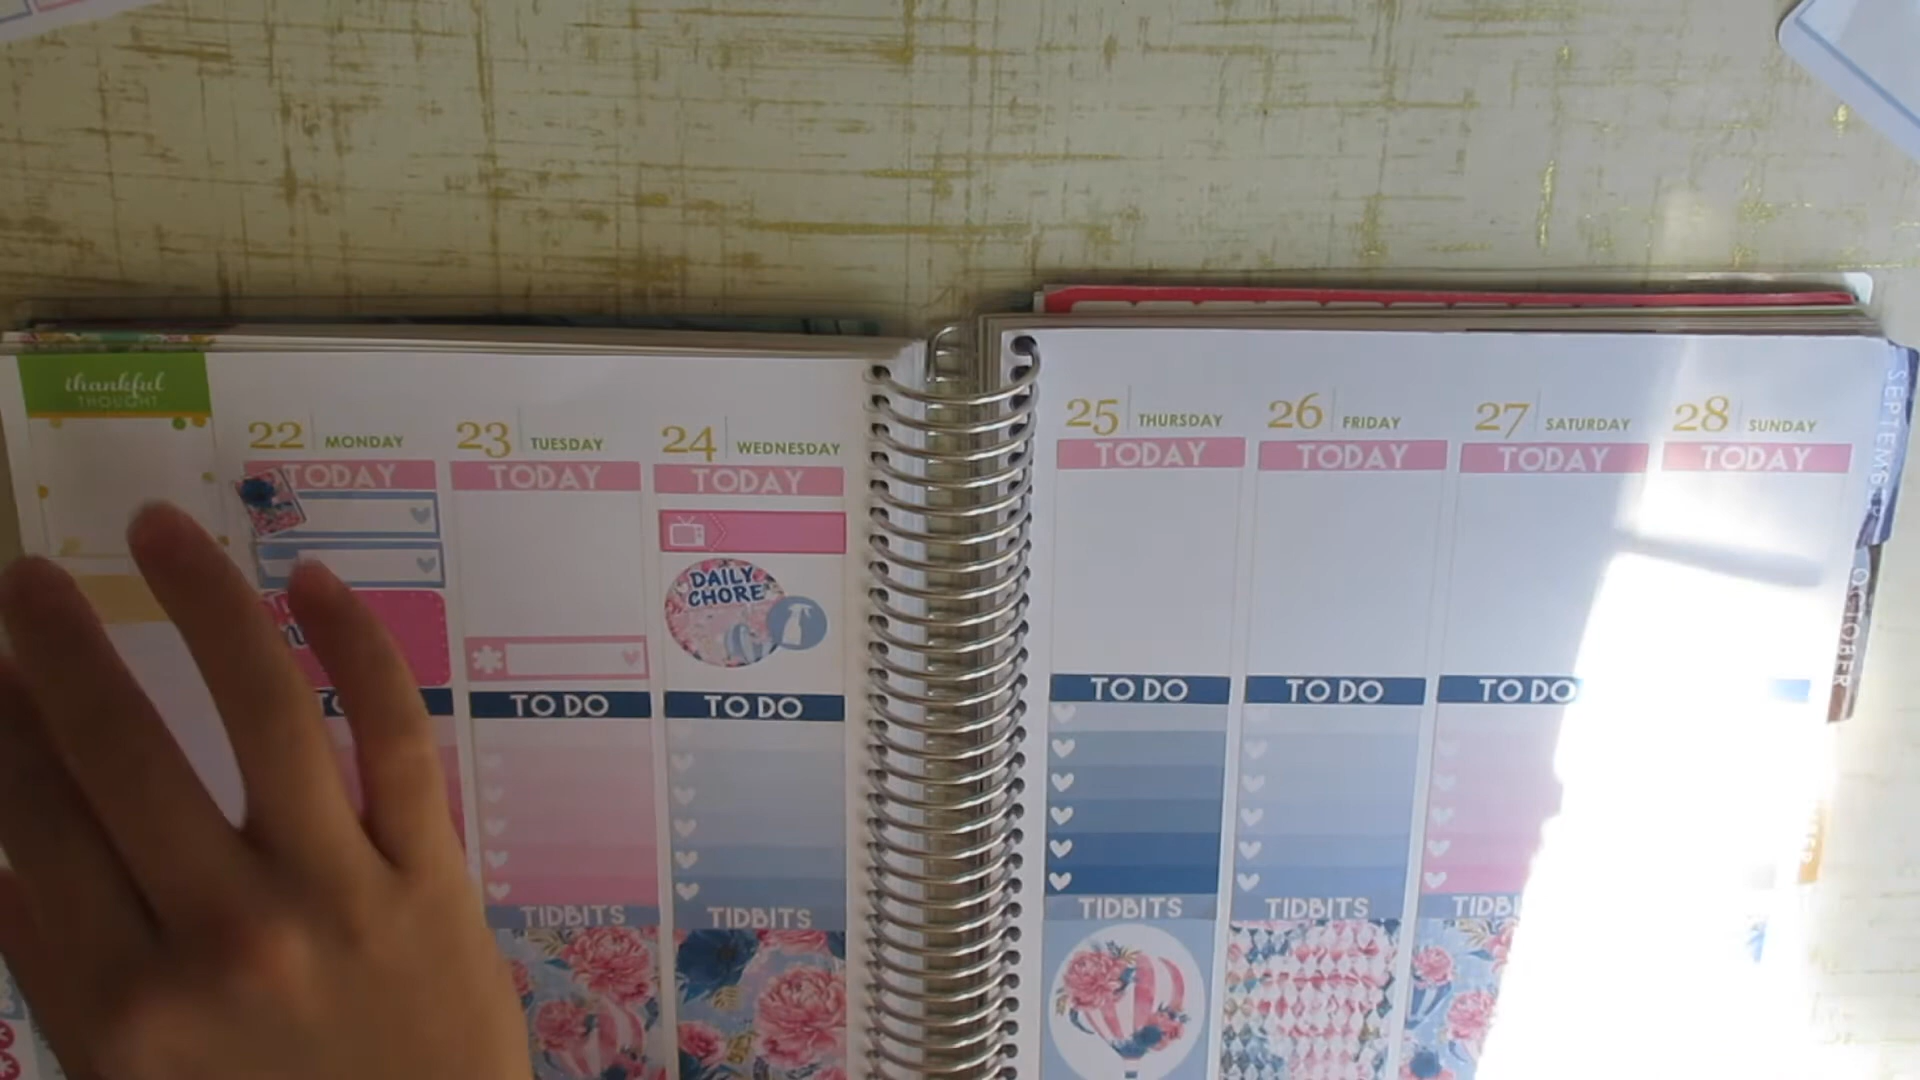 thankful
THOUGHT
22 MONDAY
23 TUESDAY
24 WEDNESDAY
25 THURSDAY
26 FRIDAY
27 SATURDAY
28 SUNDAY
TODAY
TODAY
TODAY
TODAY
TODAY
TODAY
TODAY
DAILY
CHORE
TO DO
TO DO
TO DO
TO DO
TO DO
TIDBITS
TIDBITS
TIDBITS
TIDBITS
SEPTEMBER
OCTOBER